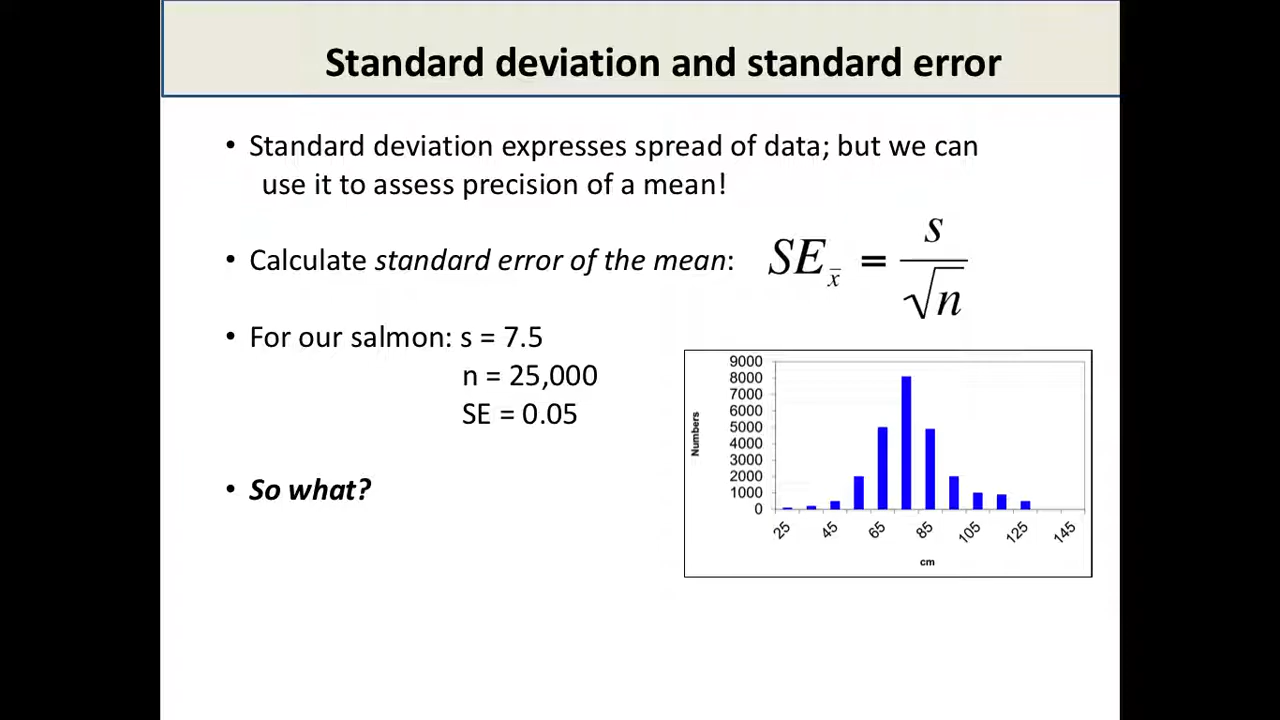 Standard deviation and standard error
• Standard deviation expresses spread of data; but we can
use it to assess precision of a mean!
• Calculate standard error of the mean:
SE_x̄ = s / √n
• For our salmon: s = 7.5
n = 25,000
SE = 0.05
• So what?
9000
8000
7000
6000
5000
4000
3000
2000
1000
0
Numbers
25 45 65 85 105 125 145
cm